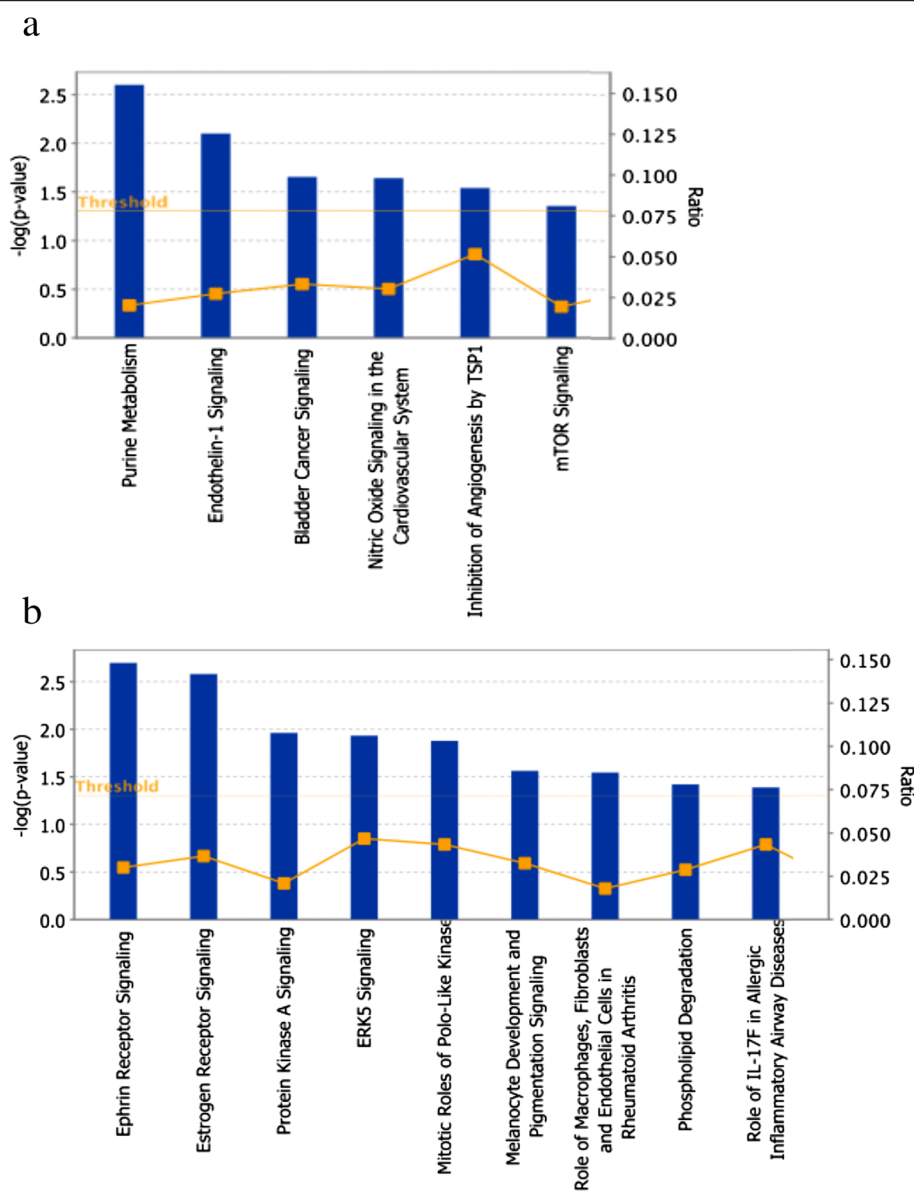 a
2.5
2.0
1.5
1.0
0.5
0.0
-log(p-value)
Threshold
0.150
0.125
0.100
0.075
0.050
0.025
0.000
Ratio
Purine Metabolism
Endothelin-1 Signaling
Bladder Cancer Signaling
Nitric Oxide Signaling in the
Cardiovascular System
Inhibition of Angiogenesis by TSP1
mTOR Signaling
b
2.5
2.0
1.5
1.0
0.5
0.0
-log(p-value)
Threshold
0.150
0.125
0.100
0.075
0.050
0.025
0.000
Ratio
Ephrin Receptor Signaling
Estrogen Receptor Signaling
Protein Kinase A Signaling
ERK5 Signaling
Mitotic Roles of Polo-Like Kinase
Melanocyte Development and
Pigmentation Signaling
Role of Macrophages, Fibroblasts
and Endothelial Cells in
Rheumatoid Arthritis
Phospholipid Degradation
Role of IL-17F in Allergic
Inflammatory Airway Diseases